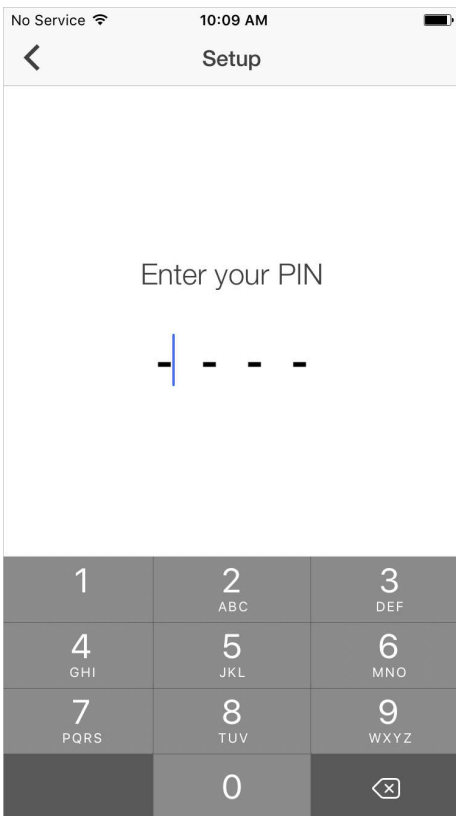 No Service 10:09 AM
Setup
Enter your PIN
- - - -
1 2 3
ABC DEF
4 5 6
GHI JKL MNO
7 8 9
PQRS TUV WXYZ
0